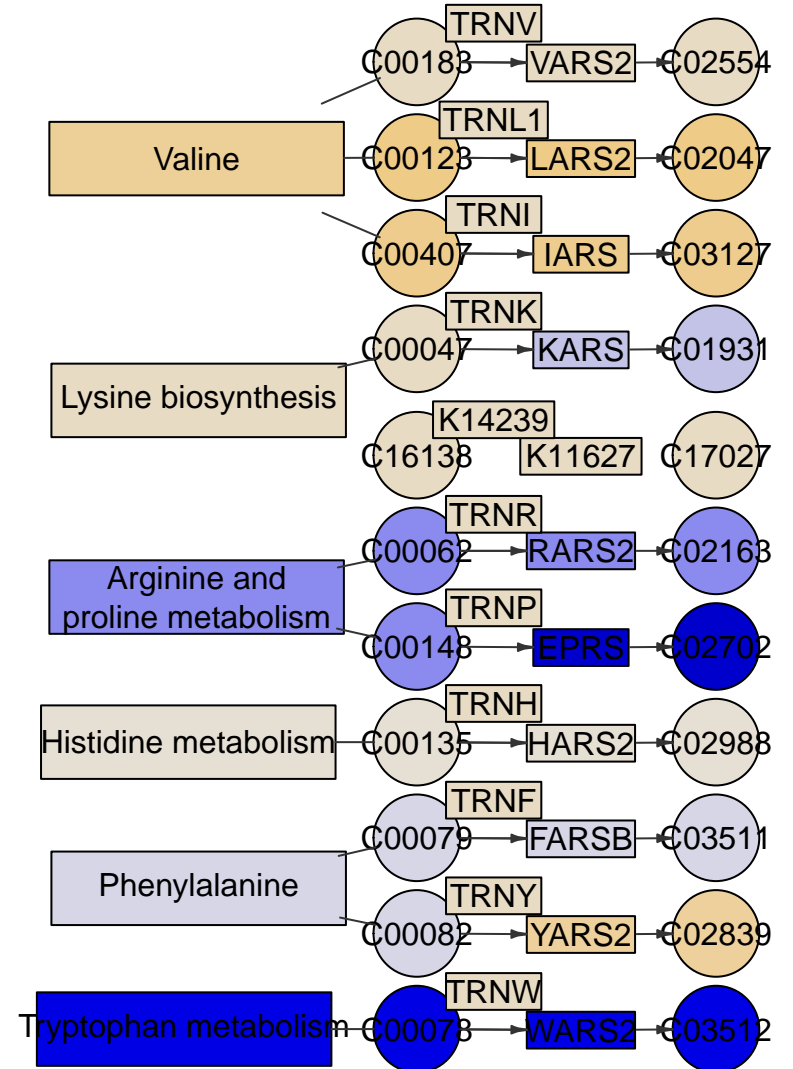 TRNV
C00183 VARS2 C02554
TRNL1
Valine C00123 LARS2 C02047
TRNI
C00407 IARS C03127
TRNK
C00047 KARS C01931
Lysine biosynthesis
K14239
C16138 K11627 C17027
TRNR
C00062 RARS2 C02163
Arginine and
proline metabolism
TRNP
C00148 EPRS C02702
TRNH
Histidine metabolism C00135 HARS2 C02988
TRNF
C00079 FARSB C03511
Phenylalanine
TRNY
C00082 YARS2 C02839
TRNW
Tryptophan metabolism C00078 WARS2 C03512